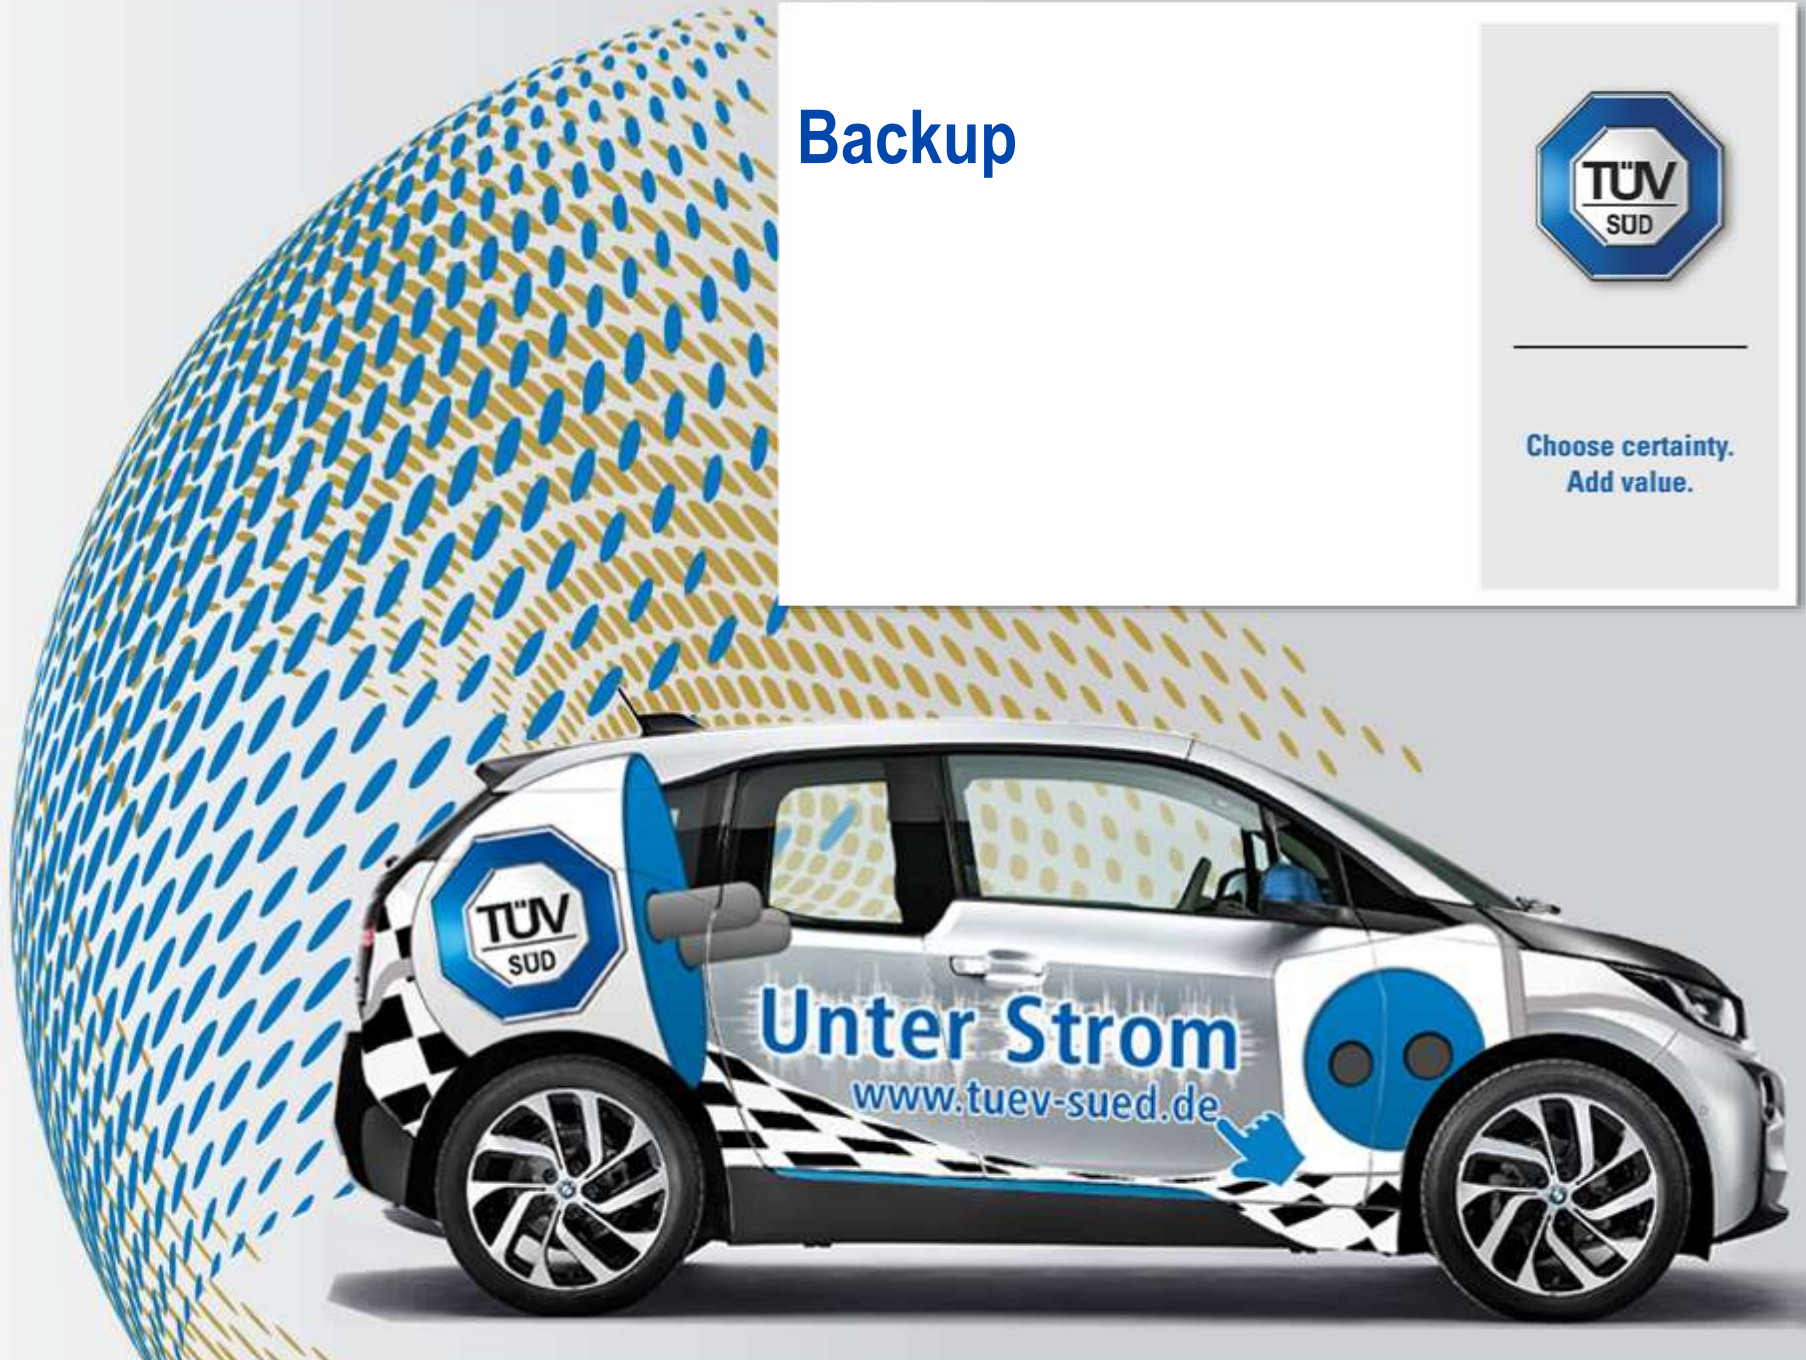 Backup
TÜV
SÜD
Choose certainty.
Add value.
TÜV
SÜD
Unter Strom
www.tuev-sued.de